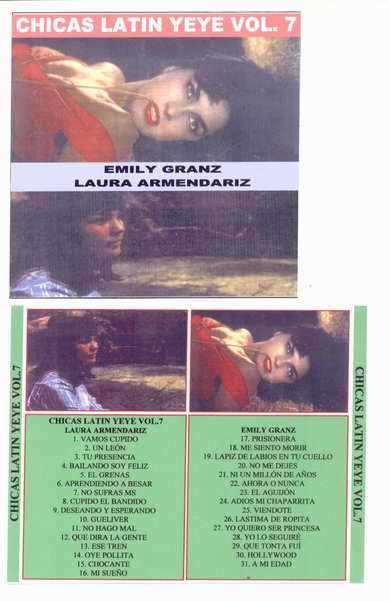 CHICAS LATIN YEYE VOL. 7
EMILY GRANZ
LAURA ARMENDARIZ
CHICAS LATIN YEYE VOL.7
CHICAS LATIN YEYE VOL.7
LAURA ARMENDARIZ
1. VAMOS CUPIDO
2. UN LEÓN
3. TU PRESENCIA
4. BAILANDO SOY FELIZ
5. EL GRENAS
6. APRENDIENDO A BESAR
7. NO SUFRAS MS
8. CUPIDO EL BANDIDO
9. DESEANDO Y ESPERANDO
10. GUELIVER
11. NO HAGO MAL
12. QUE DIRA LA GENTE
13. ESE TREN
14. OYE POLLITA
15. CHOCANTE
16. MI SUEÑO
EMILY GRANZ
17. PRISIONERA
18. ME SIENTO MORIR
19. LAPIZ DE LABIOS EN TU CUELLO
20. NO ME DEJES
21. NI UN MILLÓN DE AÑOS
22. AHORA O NUNCA
23. EL AGUIJÓN
24. ADIOS MI CHAPARRITA
25. VIENDOTE
26. LASTIMA DE ROPITA
27. YO QUIERO SER PRINCESA
28. YO LO SEGUIRÉ
29. QUE TONTA FUÍ
30. HOLLYWOOD
31. A MI EDAD
CHICAS LATIN YEYE VOL.7